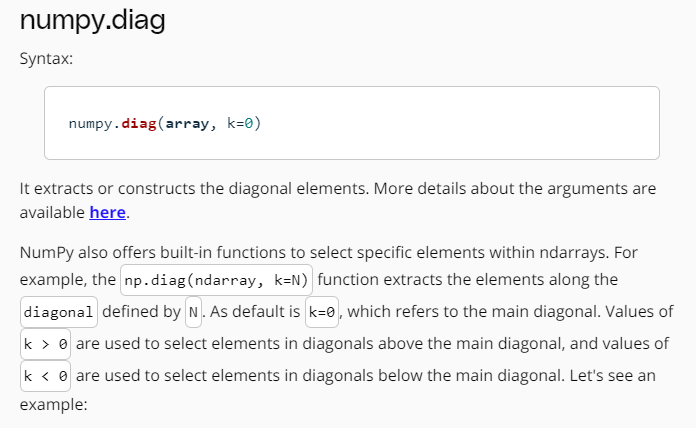 numpy.diag
Syntax:
numpy.diag(array, k=0)
It extracts or constructs the diagonal elements. More details about the arguments are
available here.
NumPy also offers built-in functions to select specific elements within ndarrays. For
example, the np.diag(ndarray, k=N) function extracts the elements along the
diagonal defined by N. As default is k=0, which refers to the main diagonal. Values of
k > 0 are used to select elements in diagonals above the main diagonal, and values of
k < 0 are used to select elements in diagonals below the main diagonal. Let's see an
example: